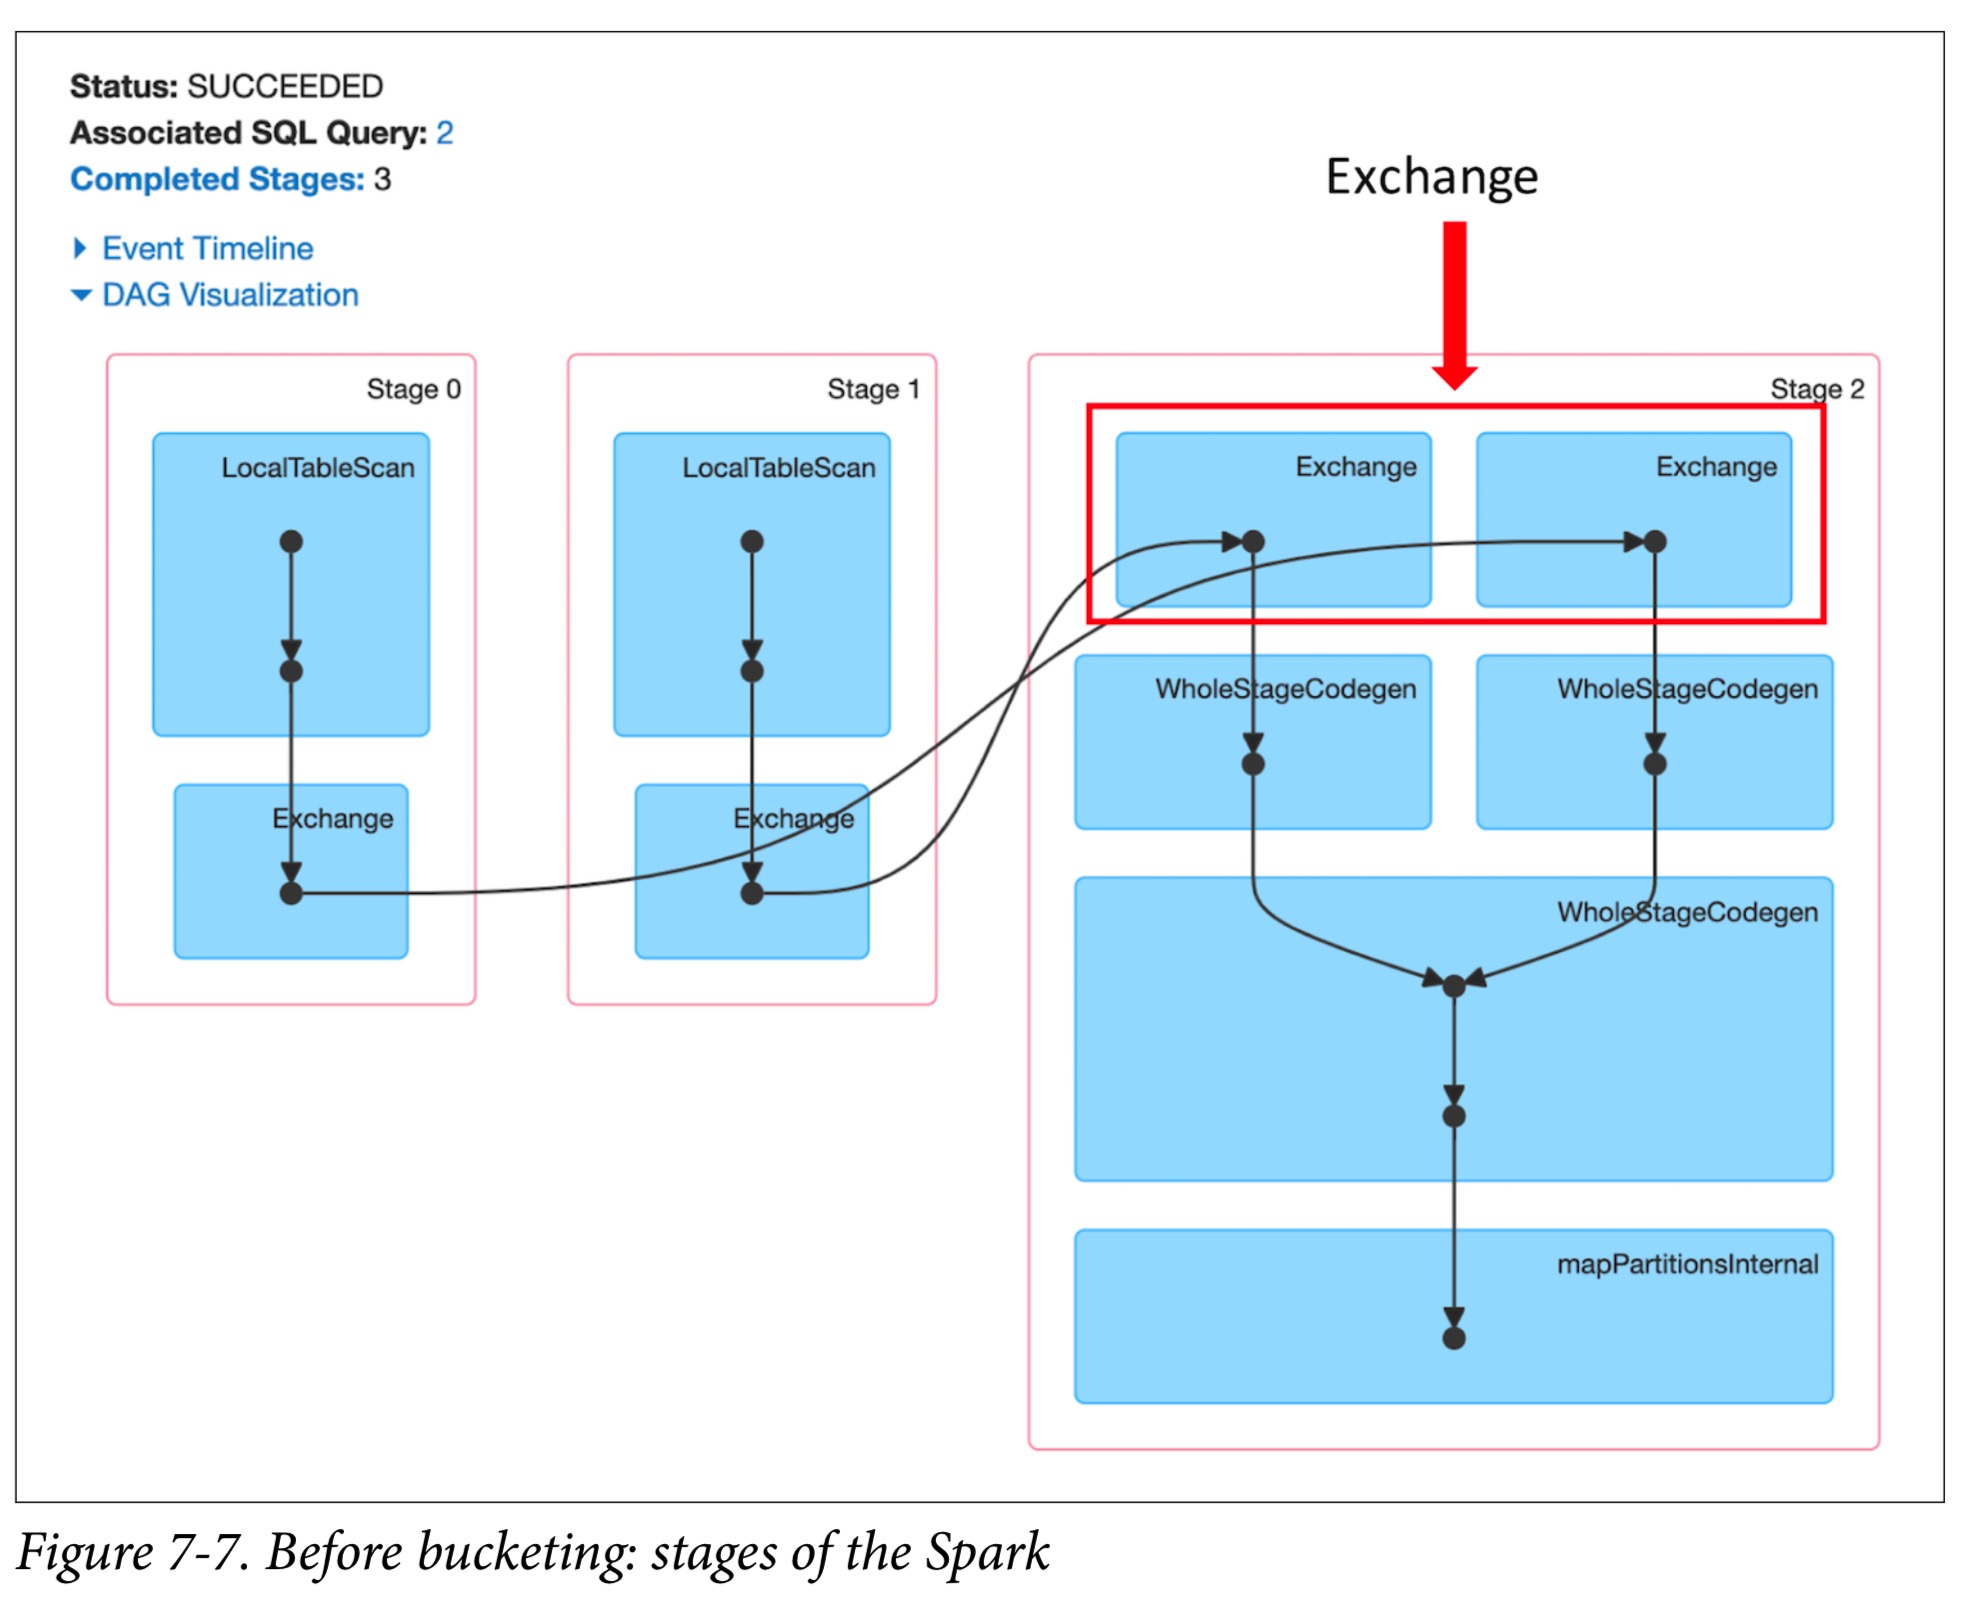 Status: SUCCEEDED
Associated SQL Query: 2
Completed Stages: 3
Event Timeline
DAG Visualization
Exchange
Stage 0
LocalTableScan
Exchange
Stage 1
LocalTableScan
Exchange
Stage 2
Exchange
Exchange
WholeStageCodegen
WholeStageCodegen
WholeStageCodegen
mapPartitionsInternal
Figure 7-7. Before bucketing: stages of the Spark